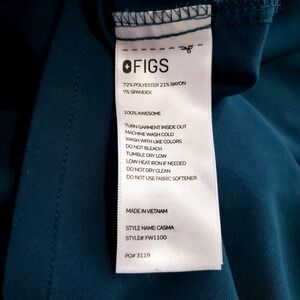 FIGS
72% POLYESTER 21% RAYON
7% SPANDEX
100% AWESOME
TURN GARMENT INSIDE OUT
MACHINE WASH COLD
WASH WITH LIKE COLORS
DO NOT BLEACH
TUMBLE DRY LOW
LOW HEAT IRON IF NEEDED
DO NOT DRY CLEAN
DO NOT USE FABRIC SOFTENER
MADE IN VIETNAM
STYLE NAME: CASMA
STYLE#: FW1100
PO# 3119